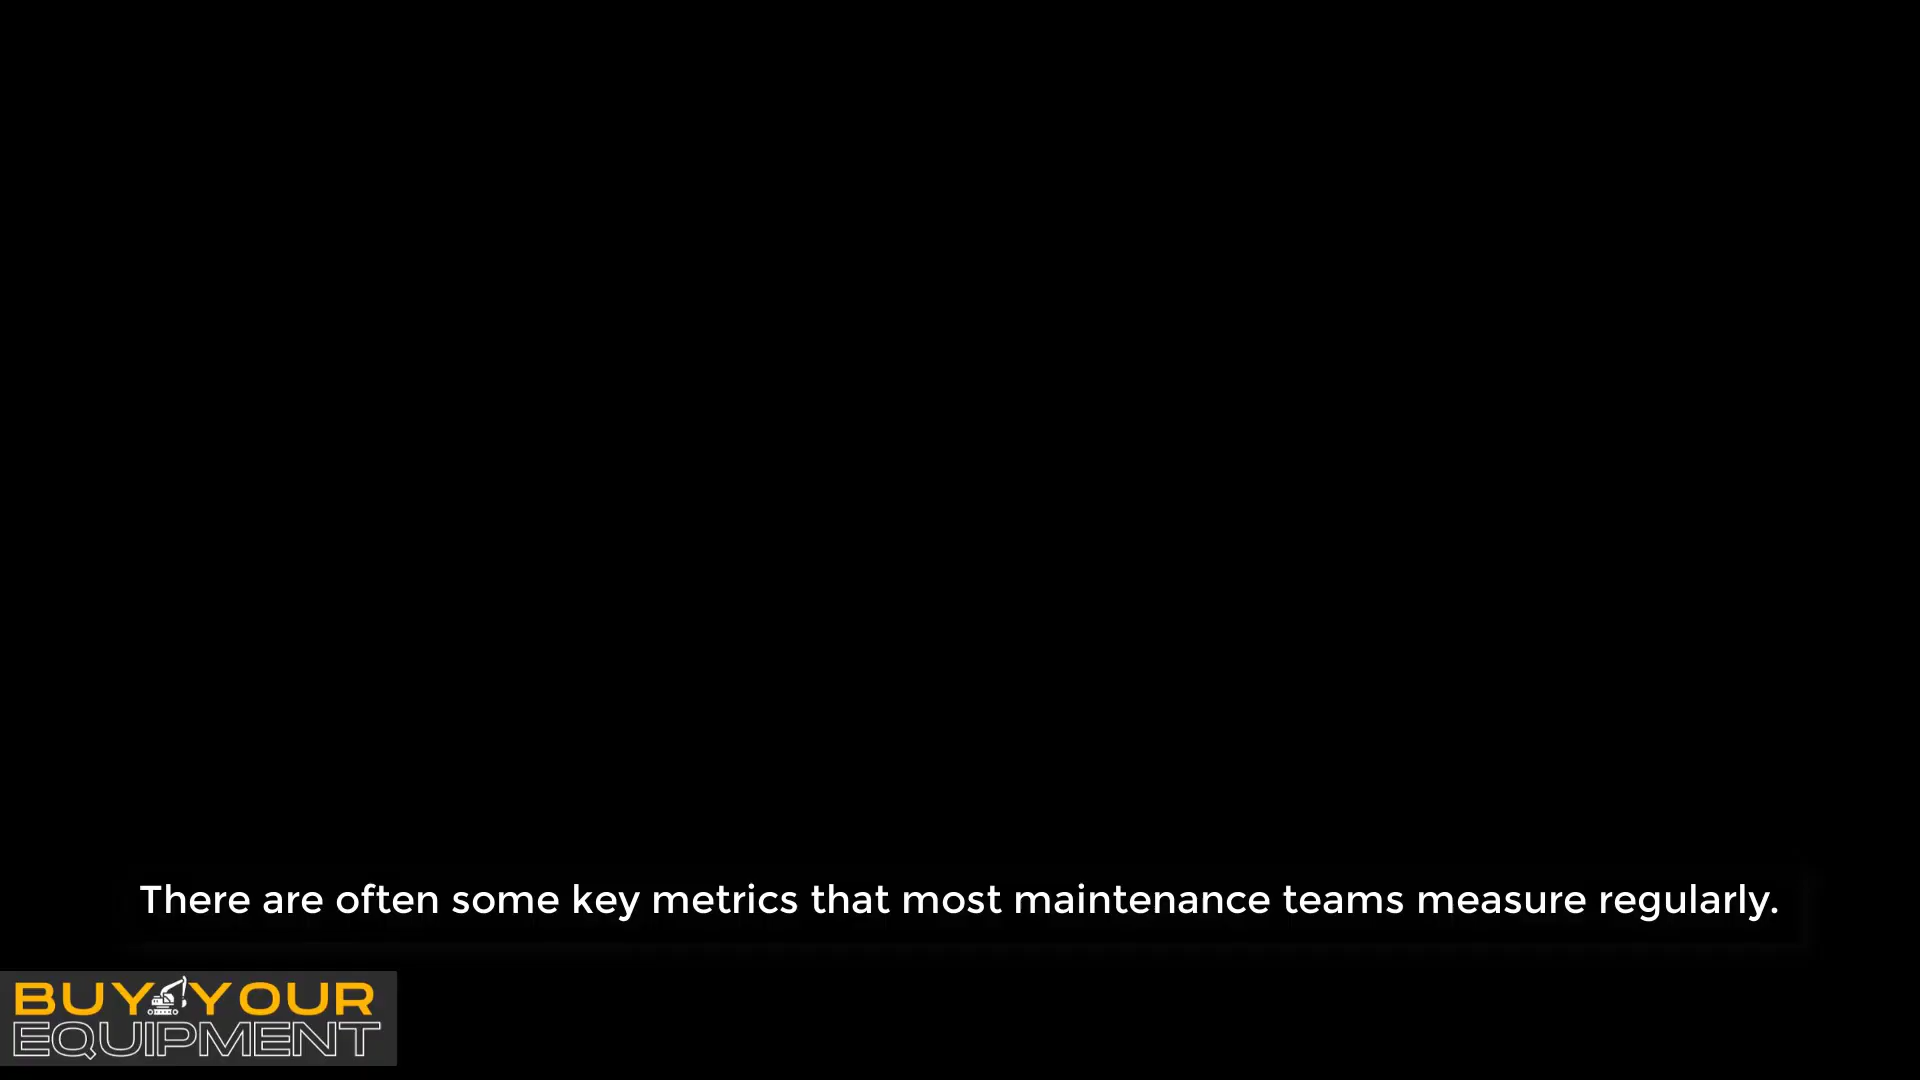 There are often some key metrics that most maintenance teams measure regularly.
BUY YOUR
EQUIPMENT